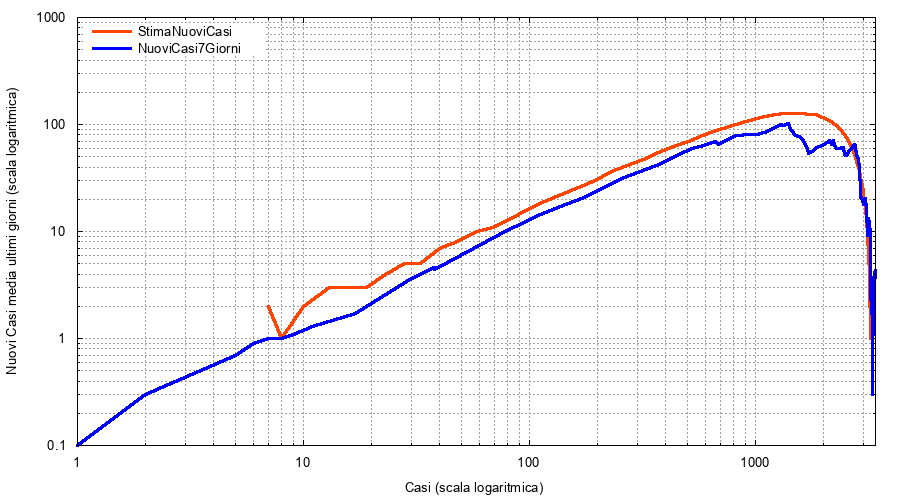 1000
StimaNuoviCasi
NuoviCasi7Giorni
100
10
1
0.1
Nuovi Casi media ultimi giorni (scala logaritmica)
1
10
100
1000
Casi (scala logaritmica)